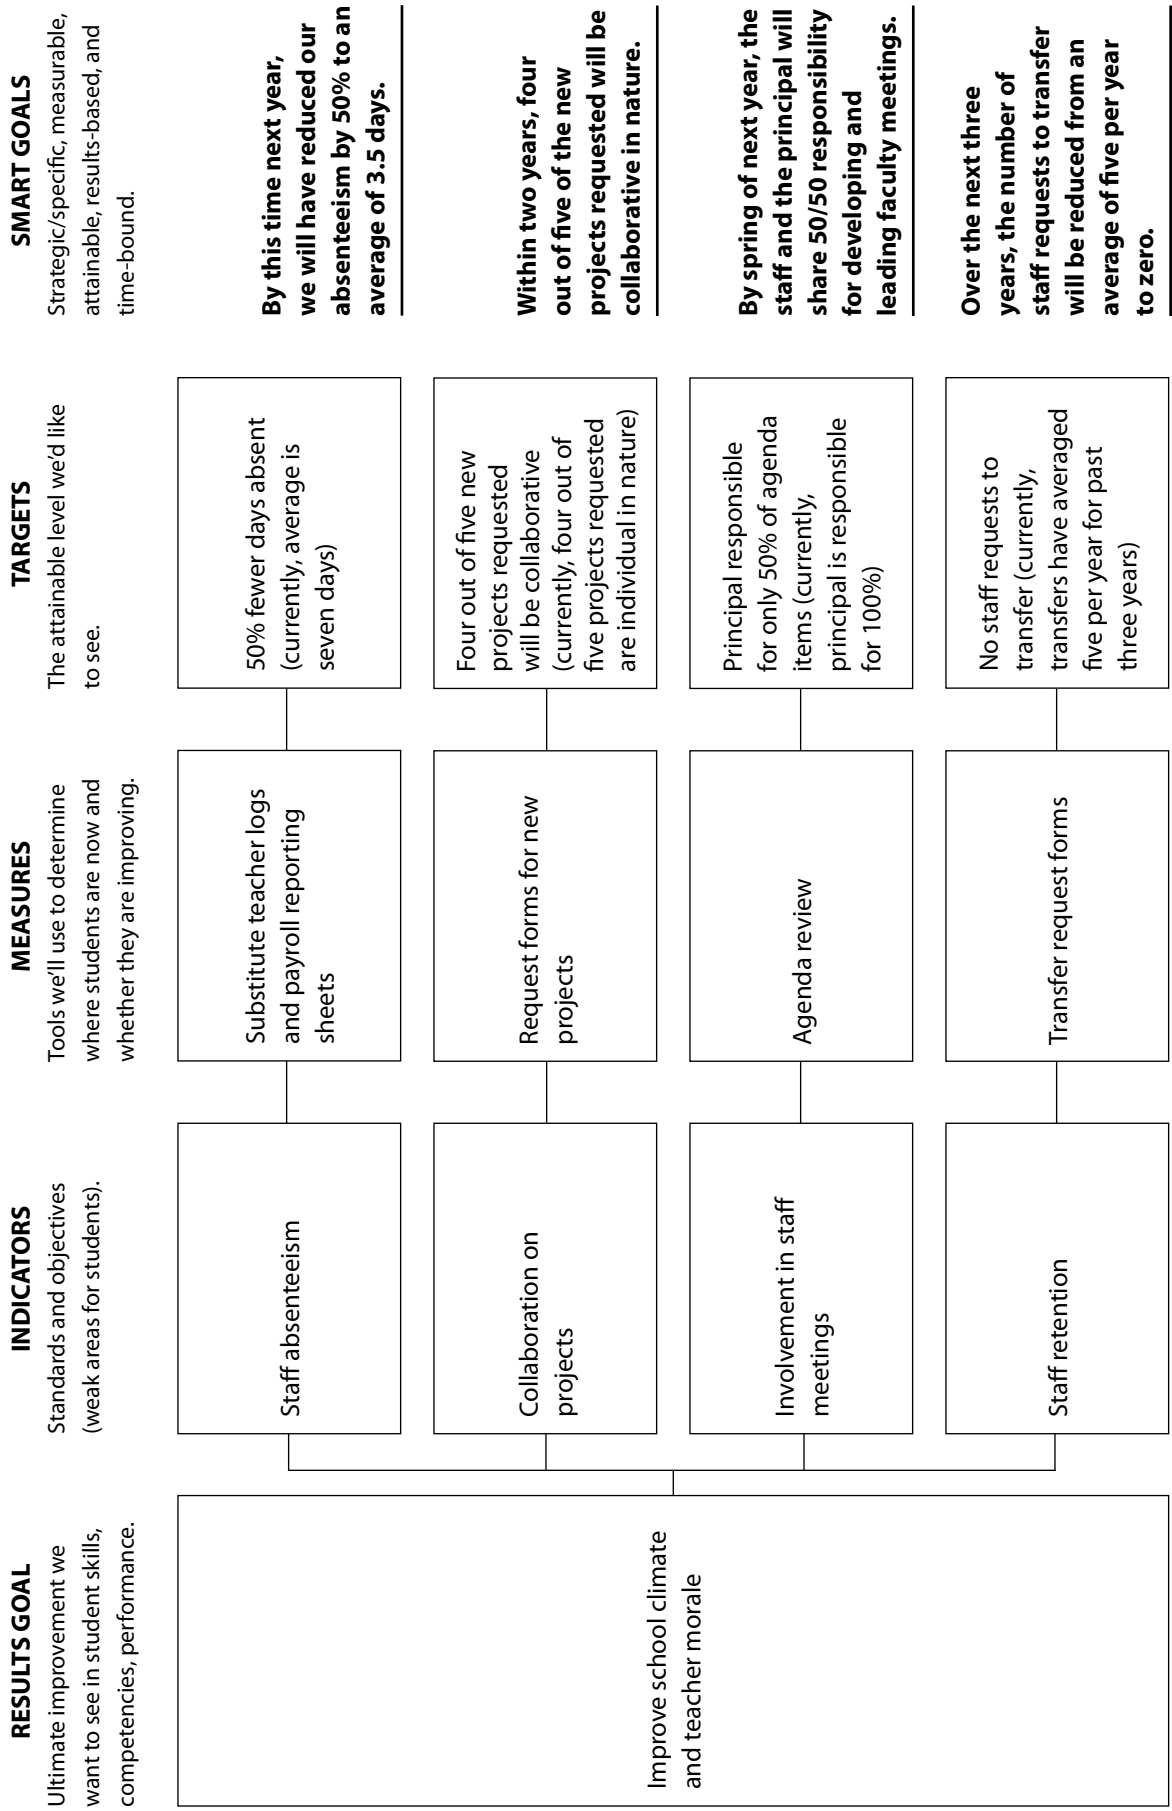 RESULTS GOAL
Ultimate improvement we
want to see in student skills,
competencies, performance.
INDICATORS
Standards and objectives
(weak areas for students).
MEASURES
Tools we'll use to determine
where students are now and
whether they are improving.
TARGETS
The attainable level we'd like
to see.
SMART GOALS
Strategic/specific, measurable,
attainable, results-based, and
time-bound.
Improve school climate
and teacher morale
Staff absenteeism
Substitute teacher logs
and payroll reporting
sheets
50% fewer days absent
(currently, average is
seven days)
By this time next year,
we will have reduced our
absenteeism by 50% to an
average of 3.5 days.
Collaboration on
projects
Request forms for new
projects
Four out of five new
projects requested
will be collaborative
(currently, four out of
five projects requested
are individual in nature)
Within two years, four
out of five of the new
projects requested will be
collaborative in nature.
Involvement in staff
meetings
Agenda review
Principal responsible
for only 50% of agenda
items (currently,
principal is responsible
for 100%)
By spring of next year, the
staff and the principal will
share 50/50 responsibility
for developing and
leading faculty meetings.
Staff retention
Transfer request forms
No staff requests to
transfer (currently,
transfers have averaged
five per year for past
three years)
Over the next three
years, the number of
staff requests to transfer
will be reduced from an
average of five per year
to zero.